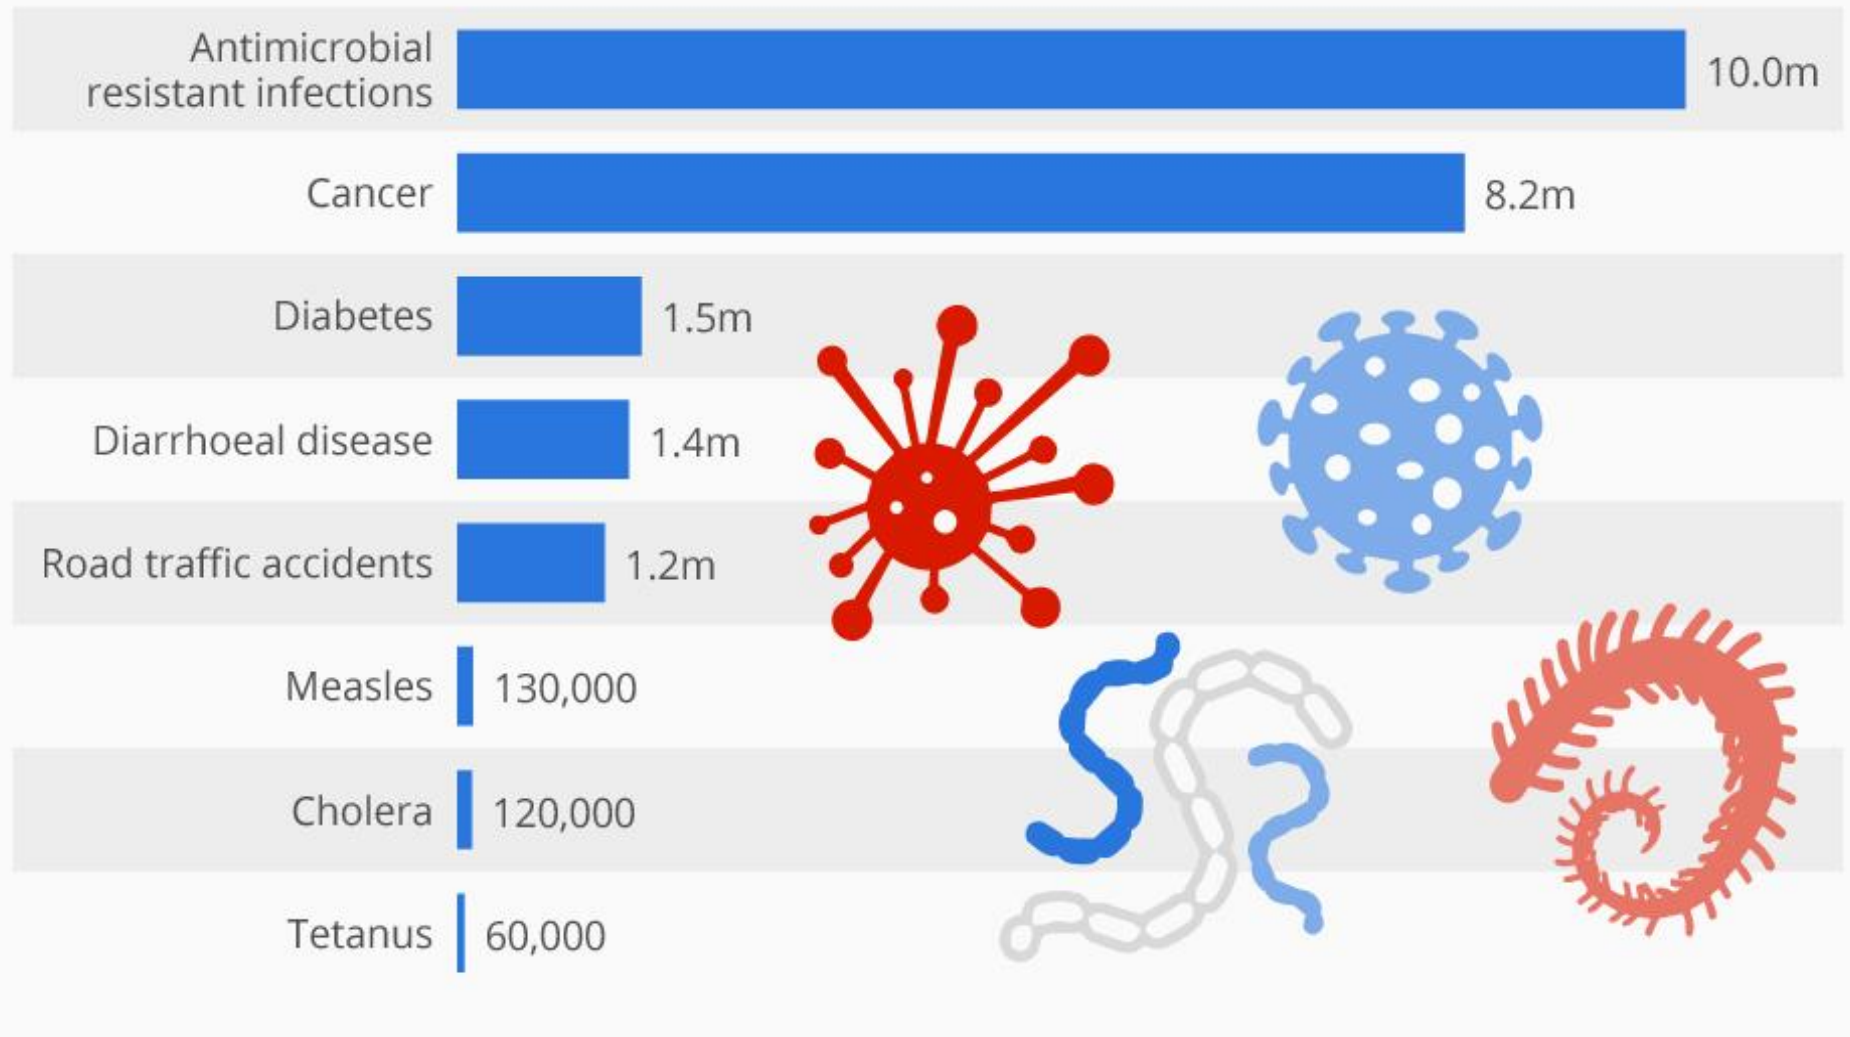 Antimicrobial
resistant infections
10.0m
Cancer
8.2m
Diabetes
1.5m
Diarrhoeal disease
1.4m
Road traffic accidents
1.2m
Measles
130,000
Cholera
120,000
Tetanus
60,000